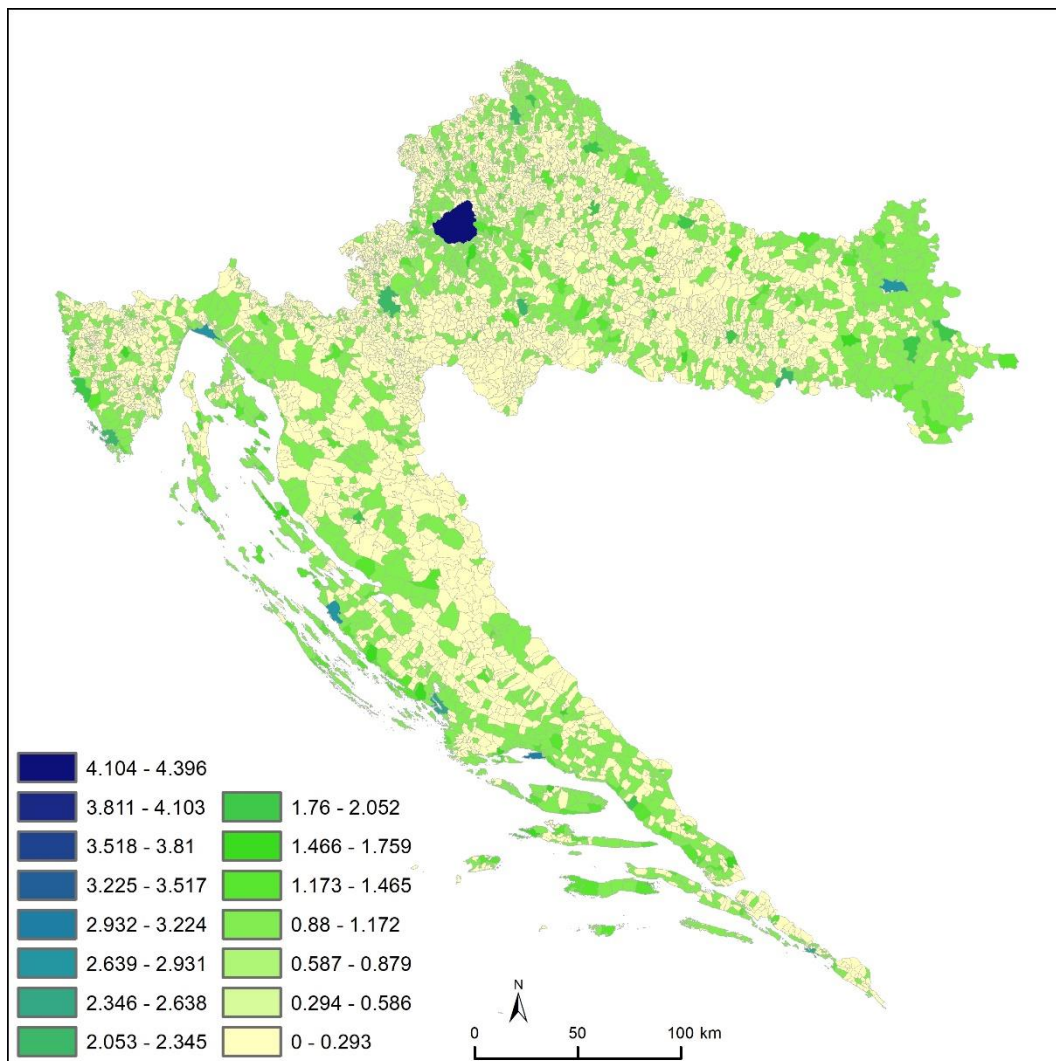 4.104 - 4.396
3.811 - 4.103
3.518 - 3.81
3.225 - 3.517
2.932 - 3.224
2.639 - 2.931
2.346 - 2.638
2.053 - 2.345
1.76 - 2.052
1.466 - 1.759
1.173 - 1.465
0.88 - 1.172
0.587 - 0.879
0.294 - 0.586
0 - 0.293
N
0 50 100 km